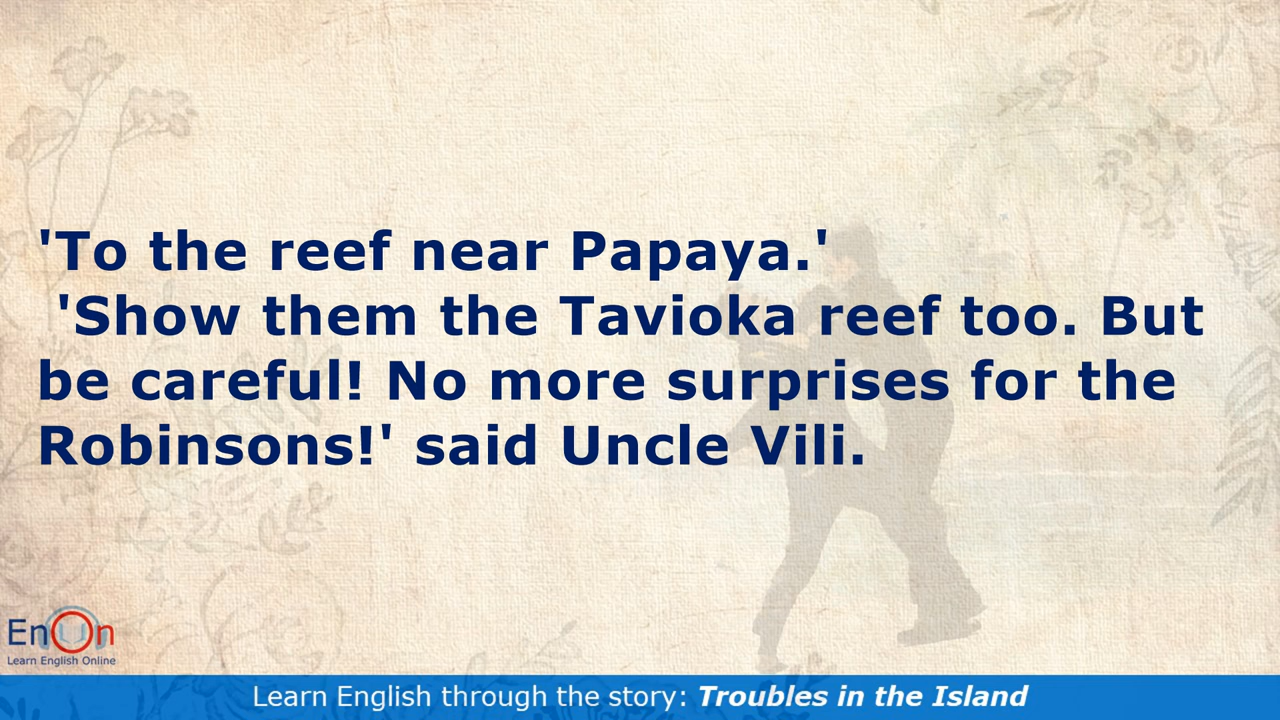 'To the reef near Papaya.'
'Show them the Tavioka reef too. But
be careful! No more surprises for the
Robinsons!' said Uncle Vili.
EnOn
Learn English Online
Learn English through the story: Troubles in the Island